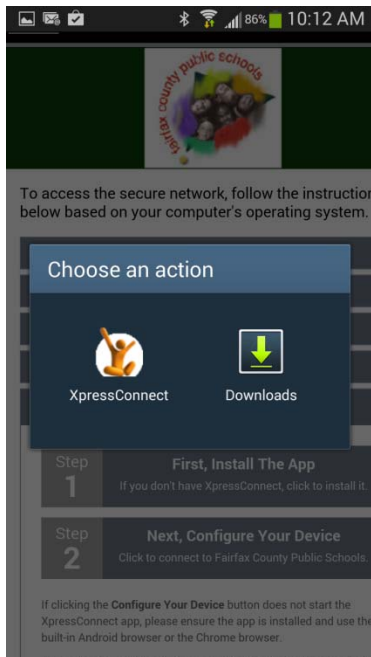 86% 10:12 AM
fairfax county public schools
To access the secure network, follow the instruction
below based on your computer's operating system.
Choose an action
XpressConnect Downloads
Step
1
First, Install The App
If you don't have XpressConnect, click to install it.
Step
2
Next, Configure Your Device
Click to connect to Fairfax County Public Schools.
If clicking the Configure Your Device button does not start the
XpressConnect app, please ensure the app is installed and use the
built-in Android browser or the Chrome browser.